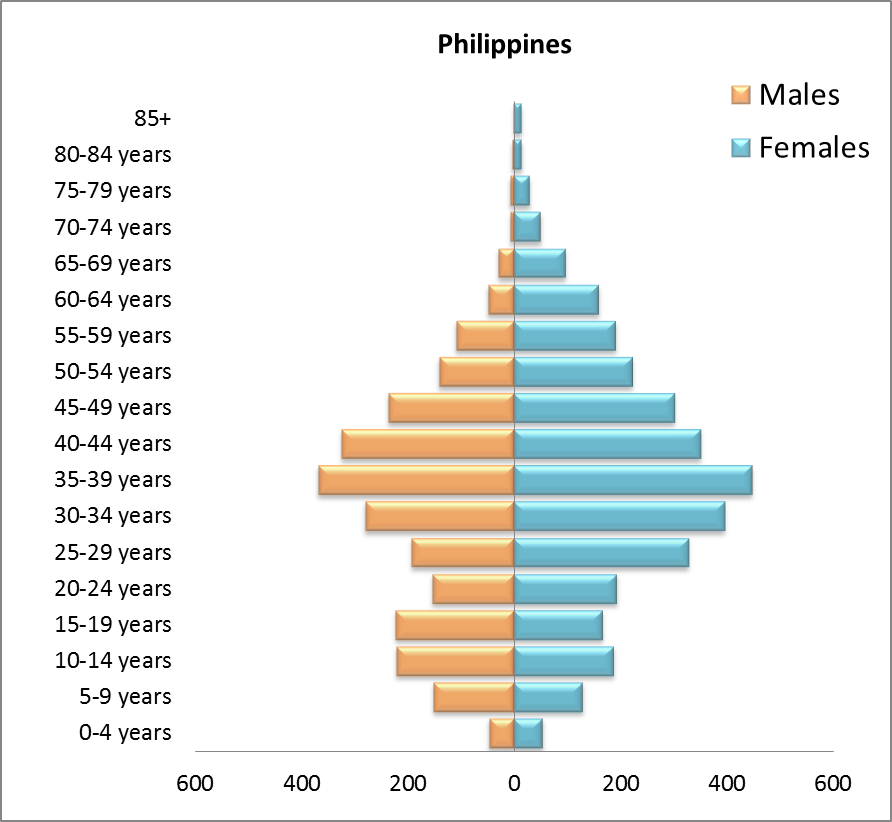 Philippines
Males
Females
85+
80-84 years
75-79 years
70-74 years
65-69 years
60-64 years
55-59 years
50-54 years
45-49 years
40-44 years
35-39 years
30-34 years
25-29 years
20-24 years
15-19 years
10-14 years
5-9 years
0-4 years
600 400 200 0 200 400 600